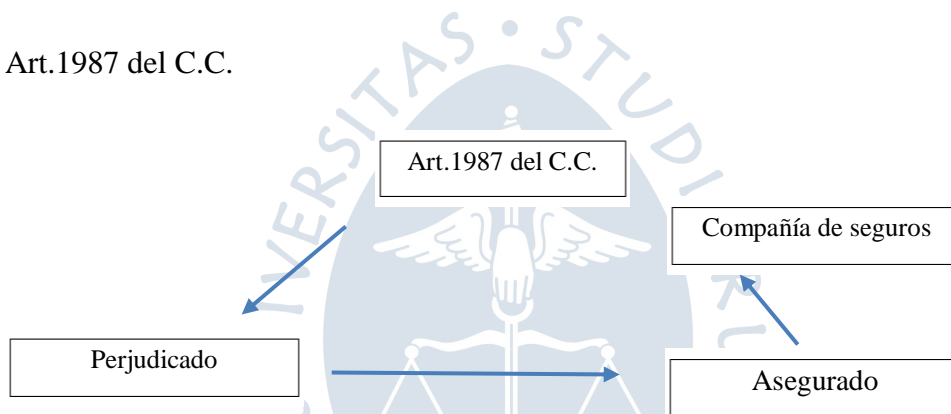 Art.1987 del C.C.
Art.1987 del C.C.
Compañía de seguros
Perjudicado
Asegurado